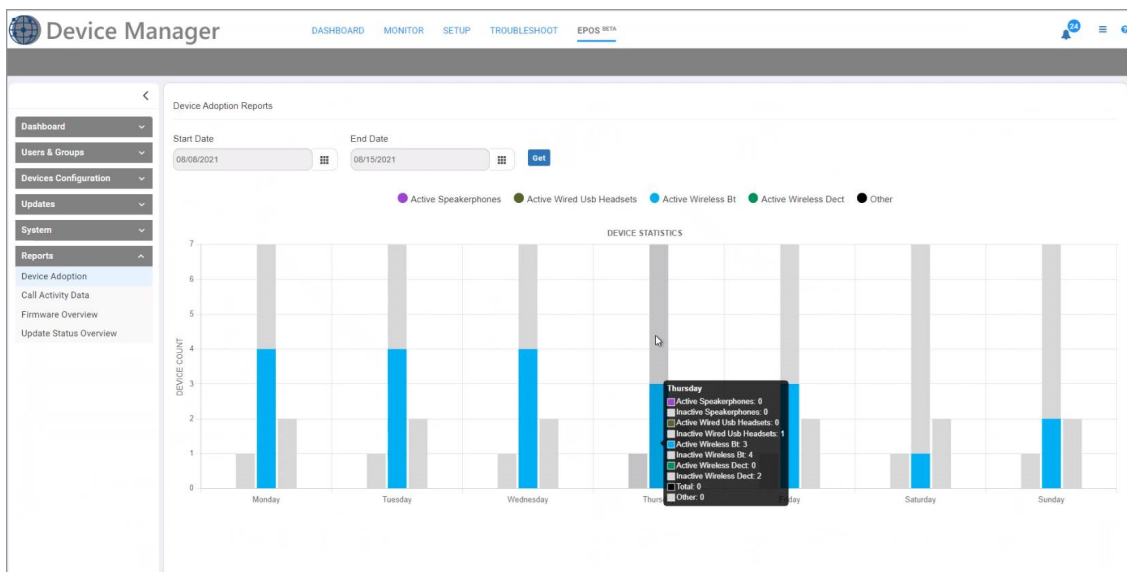 Device Manager
DASHBOARD MONITOR SETUP TROUBLESHOOT EPOS BETA
24
Device Adoption Reports
Start Date End Date
08/08/2021 08/15/2021 Get
Dashboard
Users & Groups
Devices Configuration
Updates
System
Reports
Device Adoption
Call Activity Data
Firmware Overview
Update Status Overview
Active Speakerphones Active Wired Usb Headsets Active Wireless Bt Active Wireless Dect Other
DEVICE STATISTICS
DEVICE COUNT
7
6
5
4
3
2
1
0
Thursday
Active Speakerphones: 0
Inactive Speakerphones: 0
Active Wired Usb Headsets: 0
Inactive Wired Usb Headsets: 1
Active Wireless Bt: 3
Inactive Wireless Bt: 4
Active Wireless Dect: 0
Inactive Wireless Dect: 2
Total: 0
Other: 0
Monday Tuesday Wednesday Thurs day Saturday Sunday